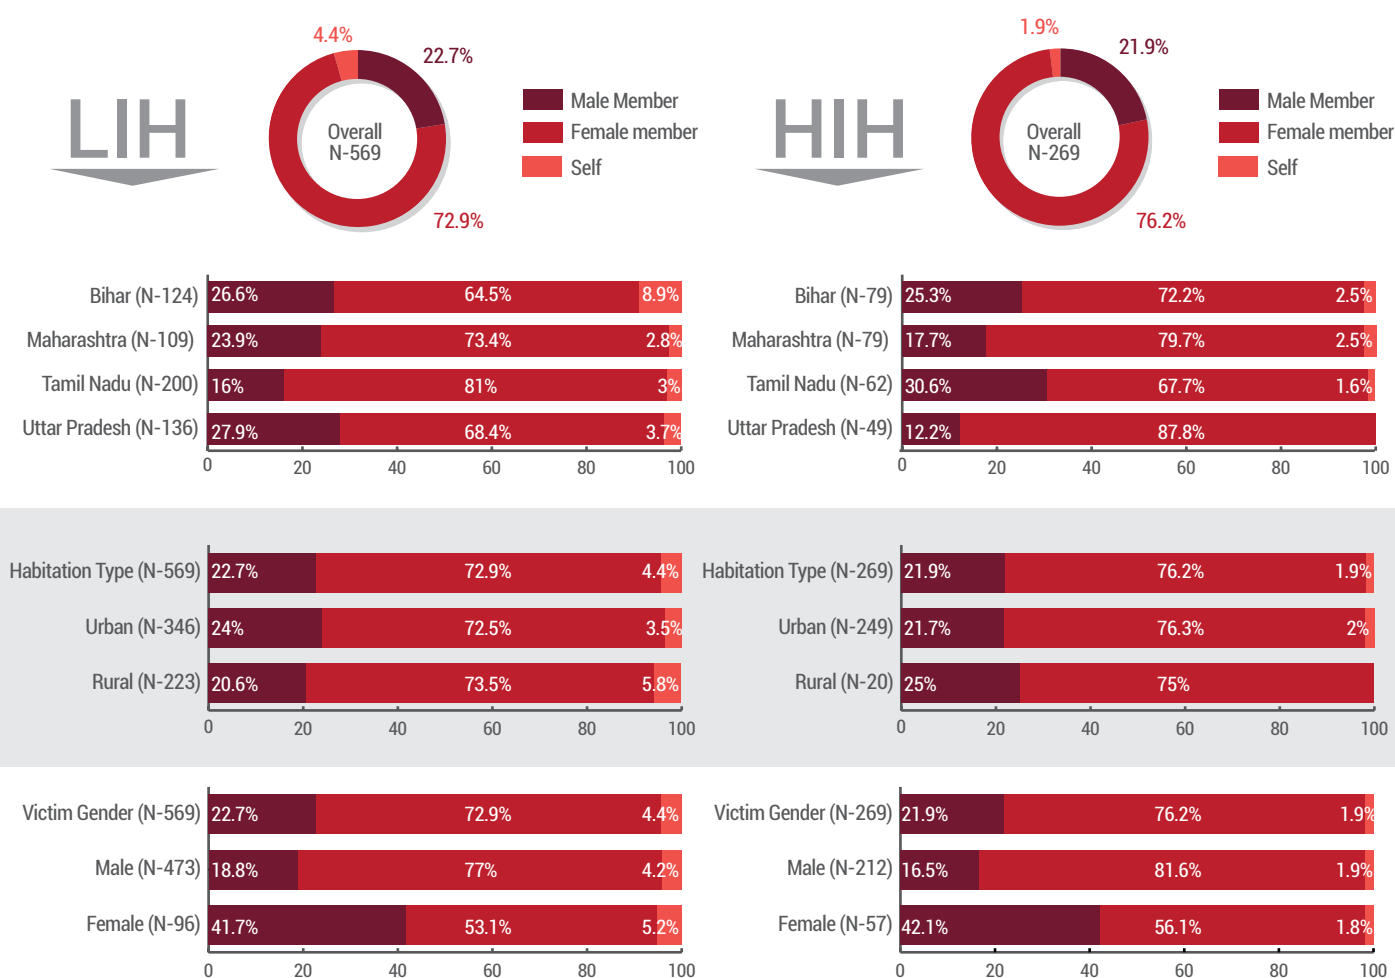 4.4%
22.7%
LIH
Overall
N-569
Male Member
Female member
Self
72.9%
1.9%
21.9%
HIH
Overall
N-269
Male Member
Female member
Self
76.2%
Bihar (N-124) 26.6% 64.5% 8.9%
Maharashtra (N-109) 23.9% 73.4% 2.8%
Tamil Nadu (N-200) 16% 81% 3%
Uttar Pradesh (N-136) 27.9% 68.4% 3.7%
0 20 40 60 80 100
Bihar (N-79) 25.3% 72.2% 2.5%
Maharashtra (N-79) 17.7% 79.7% 2.5%
Tamil Nadu (N-62) 30.6% 67.7% 1.6%
Uttar Pradesh (N-49) 12.2% 87.8%
0 20 40 60 80 100
Habitation Type (N-569) 22.7% 72.9% 4.4%
Urban (N-346) 24% 72.5% 3.5%
Rural (N-223) 20.6% 73.5% 5.8%
0 20 40 60 80 100
Habitation Type (N-269) 21.9% 76.2% 1.9%
Urban (N-249) 21.7% 76.3% 2%
Rural (N-20) 25% 75%
0 20 40 60 80 100
Victim Gender (N-569) 22.7% 72.9% 4.4%
Male (N-473) 18.8% 77% 4.2%
Female (N-96) 41.7% 53.1% 5.2%
0 20 40 60 80 100
Victim Gender (N-269) 21.9% 76.2% 1.9%
Male (N-212) 16.5% 81.6% 1.9%
Female (N-57) 42.1% 56.1% 1.8%
0 20 40 60 80 100